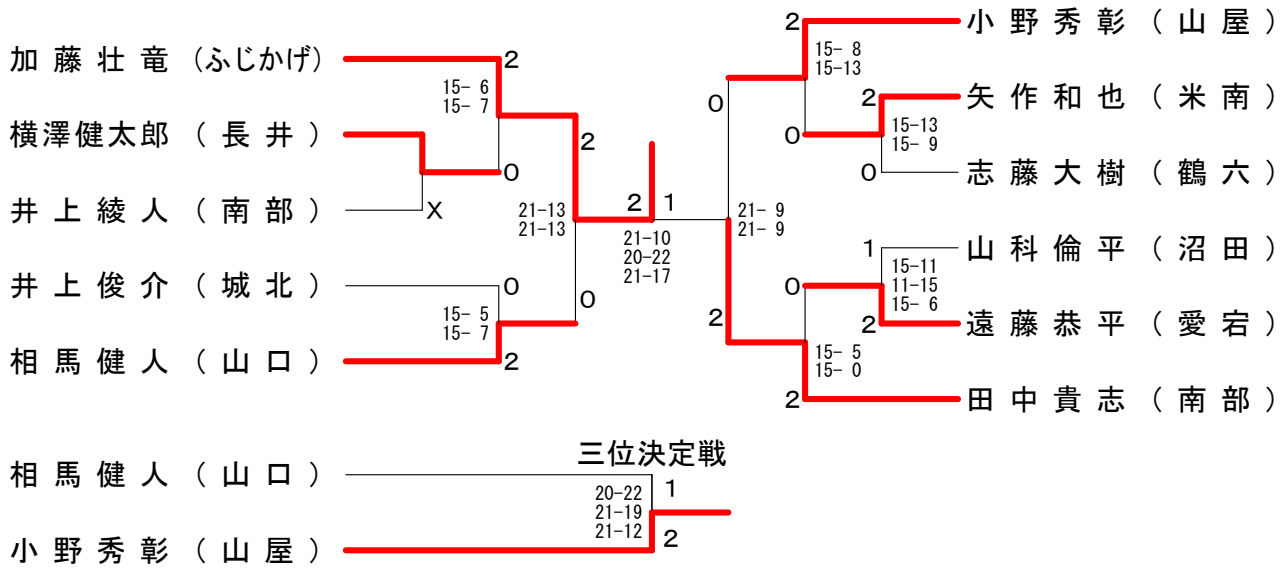 加藤壮竜（ふじかげ）
2
15- 6
15- 7
横澤健太郎（長井）
0
井上綾人（南部）
X
2
21-13
21-13
井上俊介（城北）
0
15- 5
15- 7
0
相馬健人（山口）
2
2 1
21-10
20-22
21-17
2
小野秀彰（山屋）
15- 8
15-13
0
2
矢作和也（米南）
0
15-13
15- 9
0
志藤大樹（鶴六）
21- 9
21- 9
1
山科倫平（沼田）
0
15-11
11-15
15- 6
2
2
遠藤恭平（愛宕）
15- 5
15- 0
2
田中貴志（南部）
三位決定戦
相馬健人（山口）
1
20-22
21-19
21-12
2
小野秀彰（山屋）